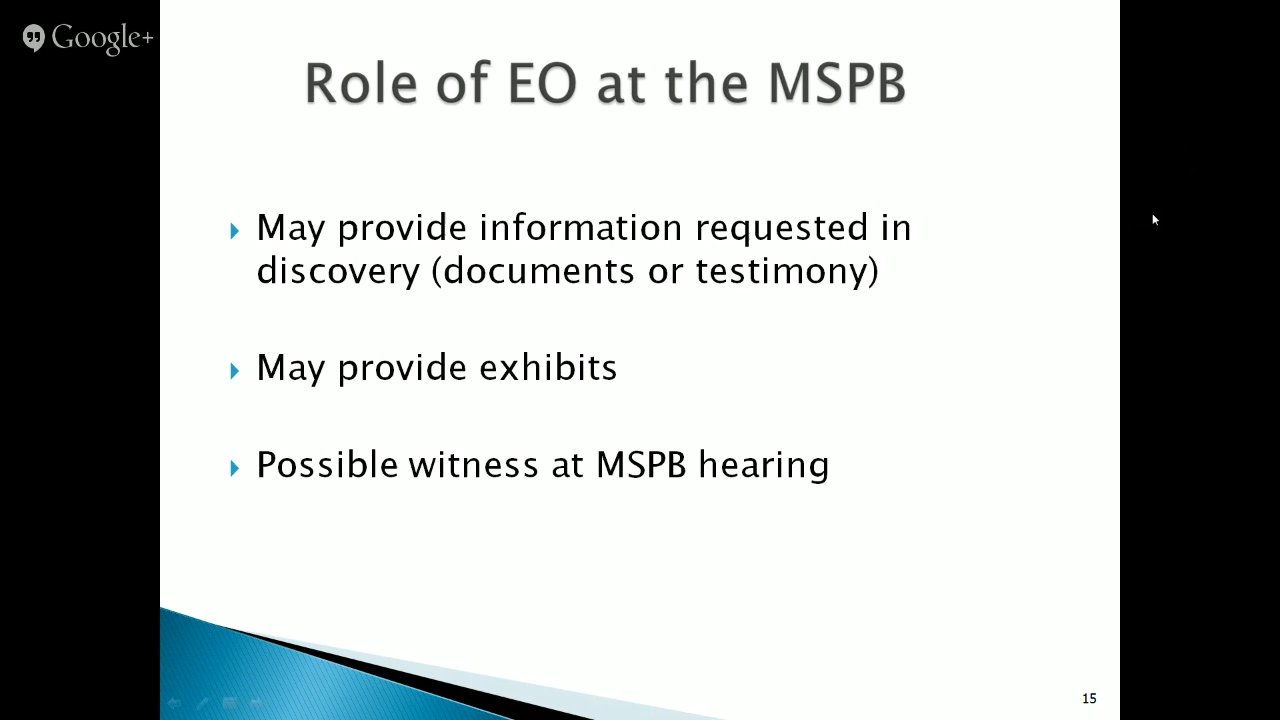 Google+
Role of EO at the MSPB
May provide information requested in
discovery (documents or testimony)
May provide exhibits
Possible witness at MSPB hearing
15